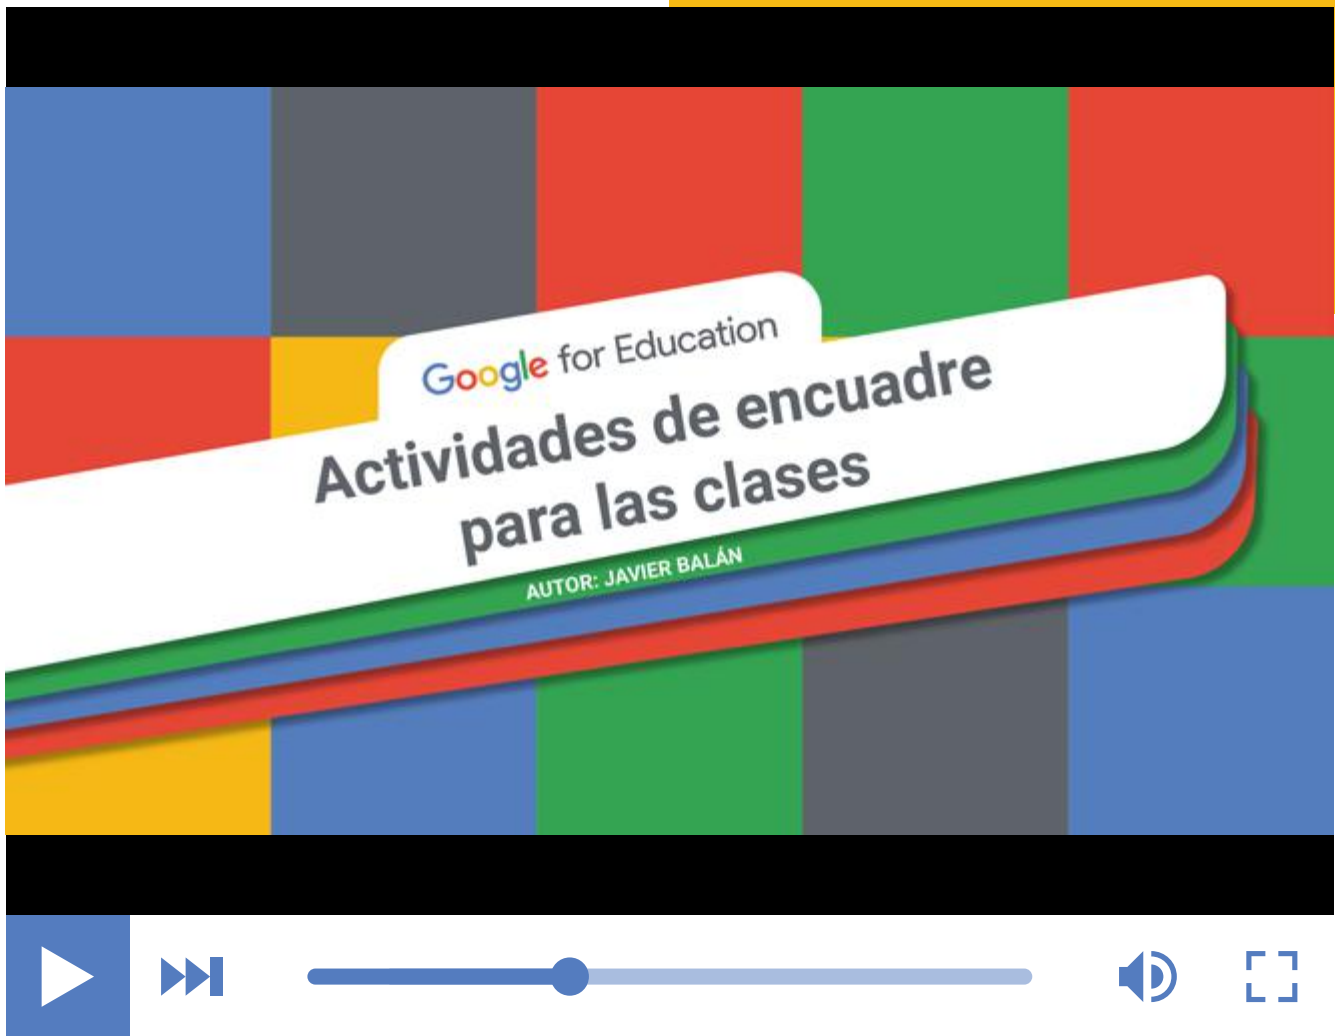 Google for Education
Actividades de encuadre
para las clases
AUTOR: JAVIER BALÁN